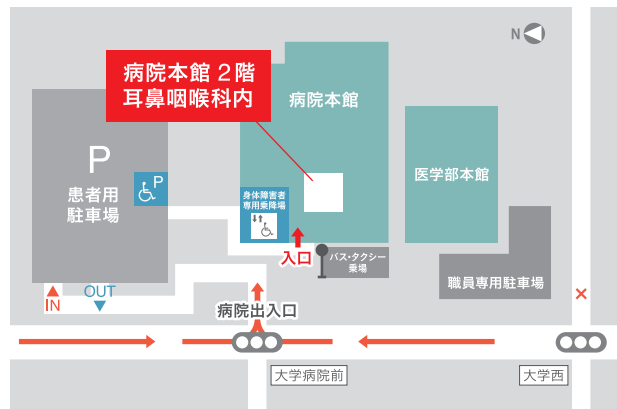 N
病院本館 2階
耳鼻咽喉科内
病院本館
P
患者用
駐車場
P
医学部本館
身体障害者
専用乗降場
入口
バス・タクシー
乗場
職員専用駐車場
IN
OUT
病院出入口
×
大学病院前
大学西